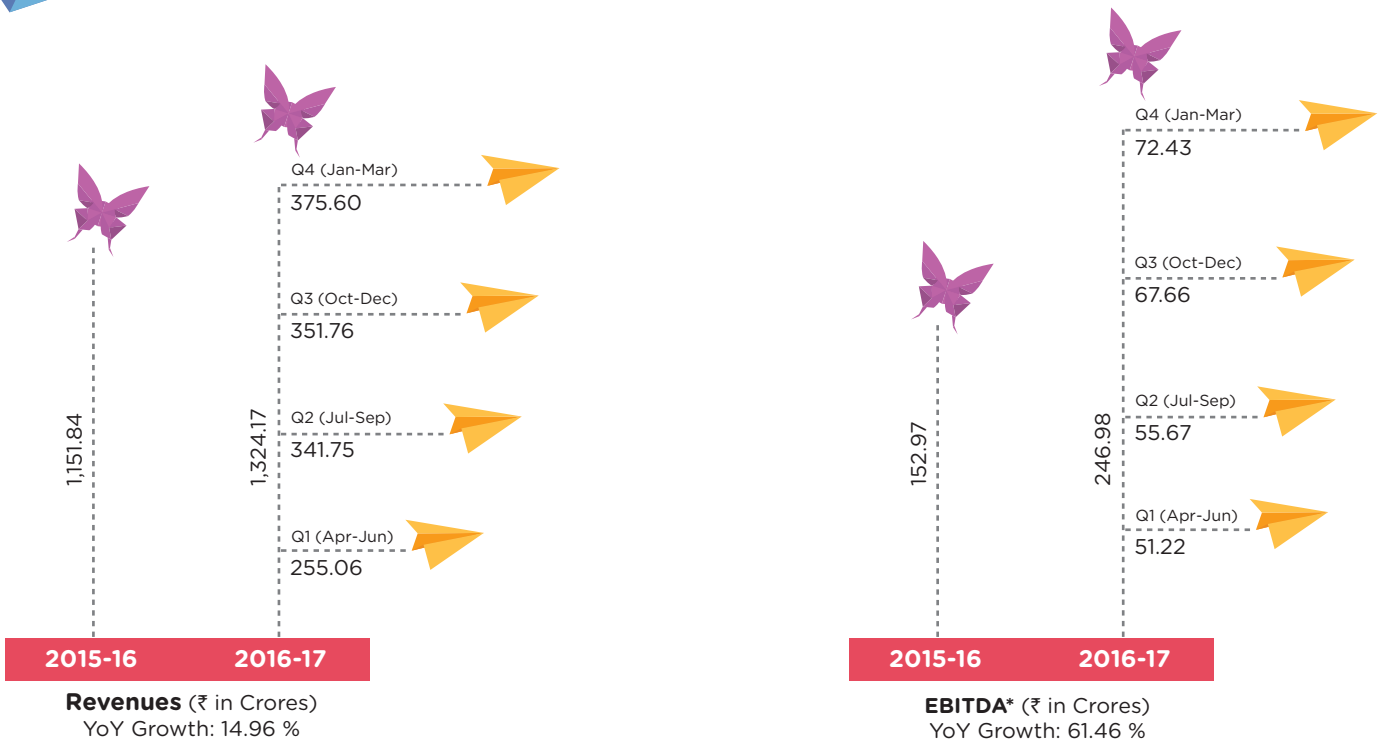 Q4 (Jan-Mar)
375.60
Q3 (Oct-Dec)
351.76
Q2 (Jul-Sep)
341.75
Q1 (Apr-Jun)
255.06
1,151.84
1,324.17
2015-16
2016-17
Revenues (₹ in Crores)
YoY Growth: 14.96 %
Q4 (Jan-Mar)
72.43
Q3 (Oct-Dec)
67.66
Q2 (Jul-Sep)
55.67
Q1 (Apr-Jun)
51.22
152.97
246.98
2015-16
2016-17
EBITDA* (₹ in Crores)
YoY Growth: 61.46 %